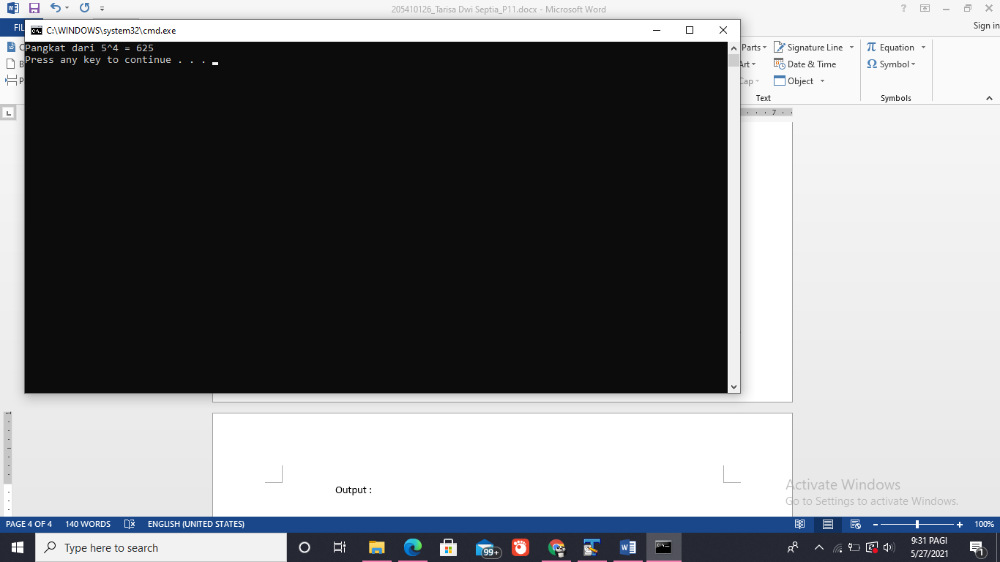 205410126_Tarisa Dwi Septia_P11.docx - Microsoft Word
FIL
Sign in
C:\WINDOWS\system32\cmd.exe
Pangkat dari 5^4 = 625
Press any key to continue . . .
Parts
Signature Line
Equation
Art
Date & Time
Symbol
Cap
Object
Text
Symbols
7
1
Output :
Activate Windows
Go to Settings to activate Windows.
PAGE 4 OF 4
140 WORDS
ENGLISH (UNITED STATES)
100%
Type here to search
99+
9:31 PAGI
5/27/2021
1